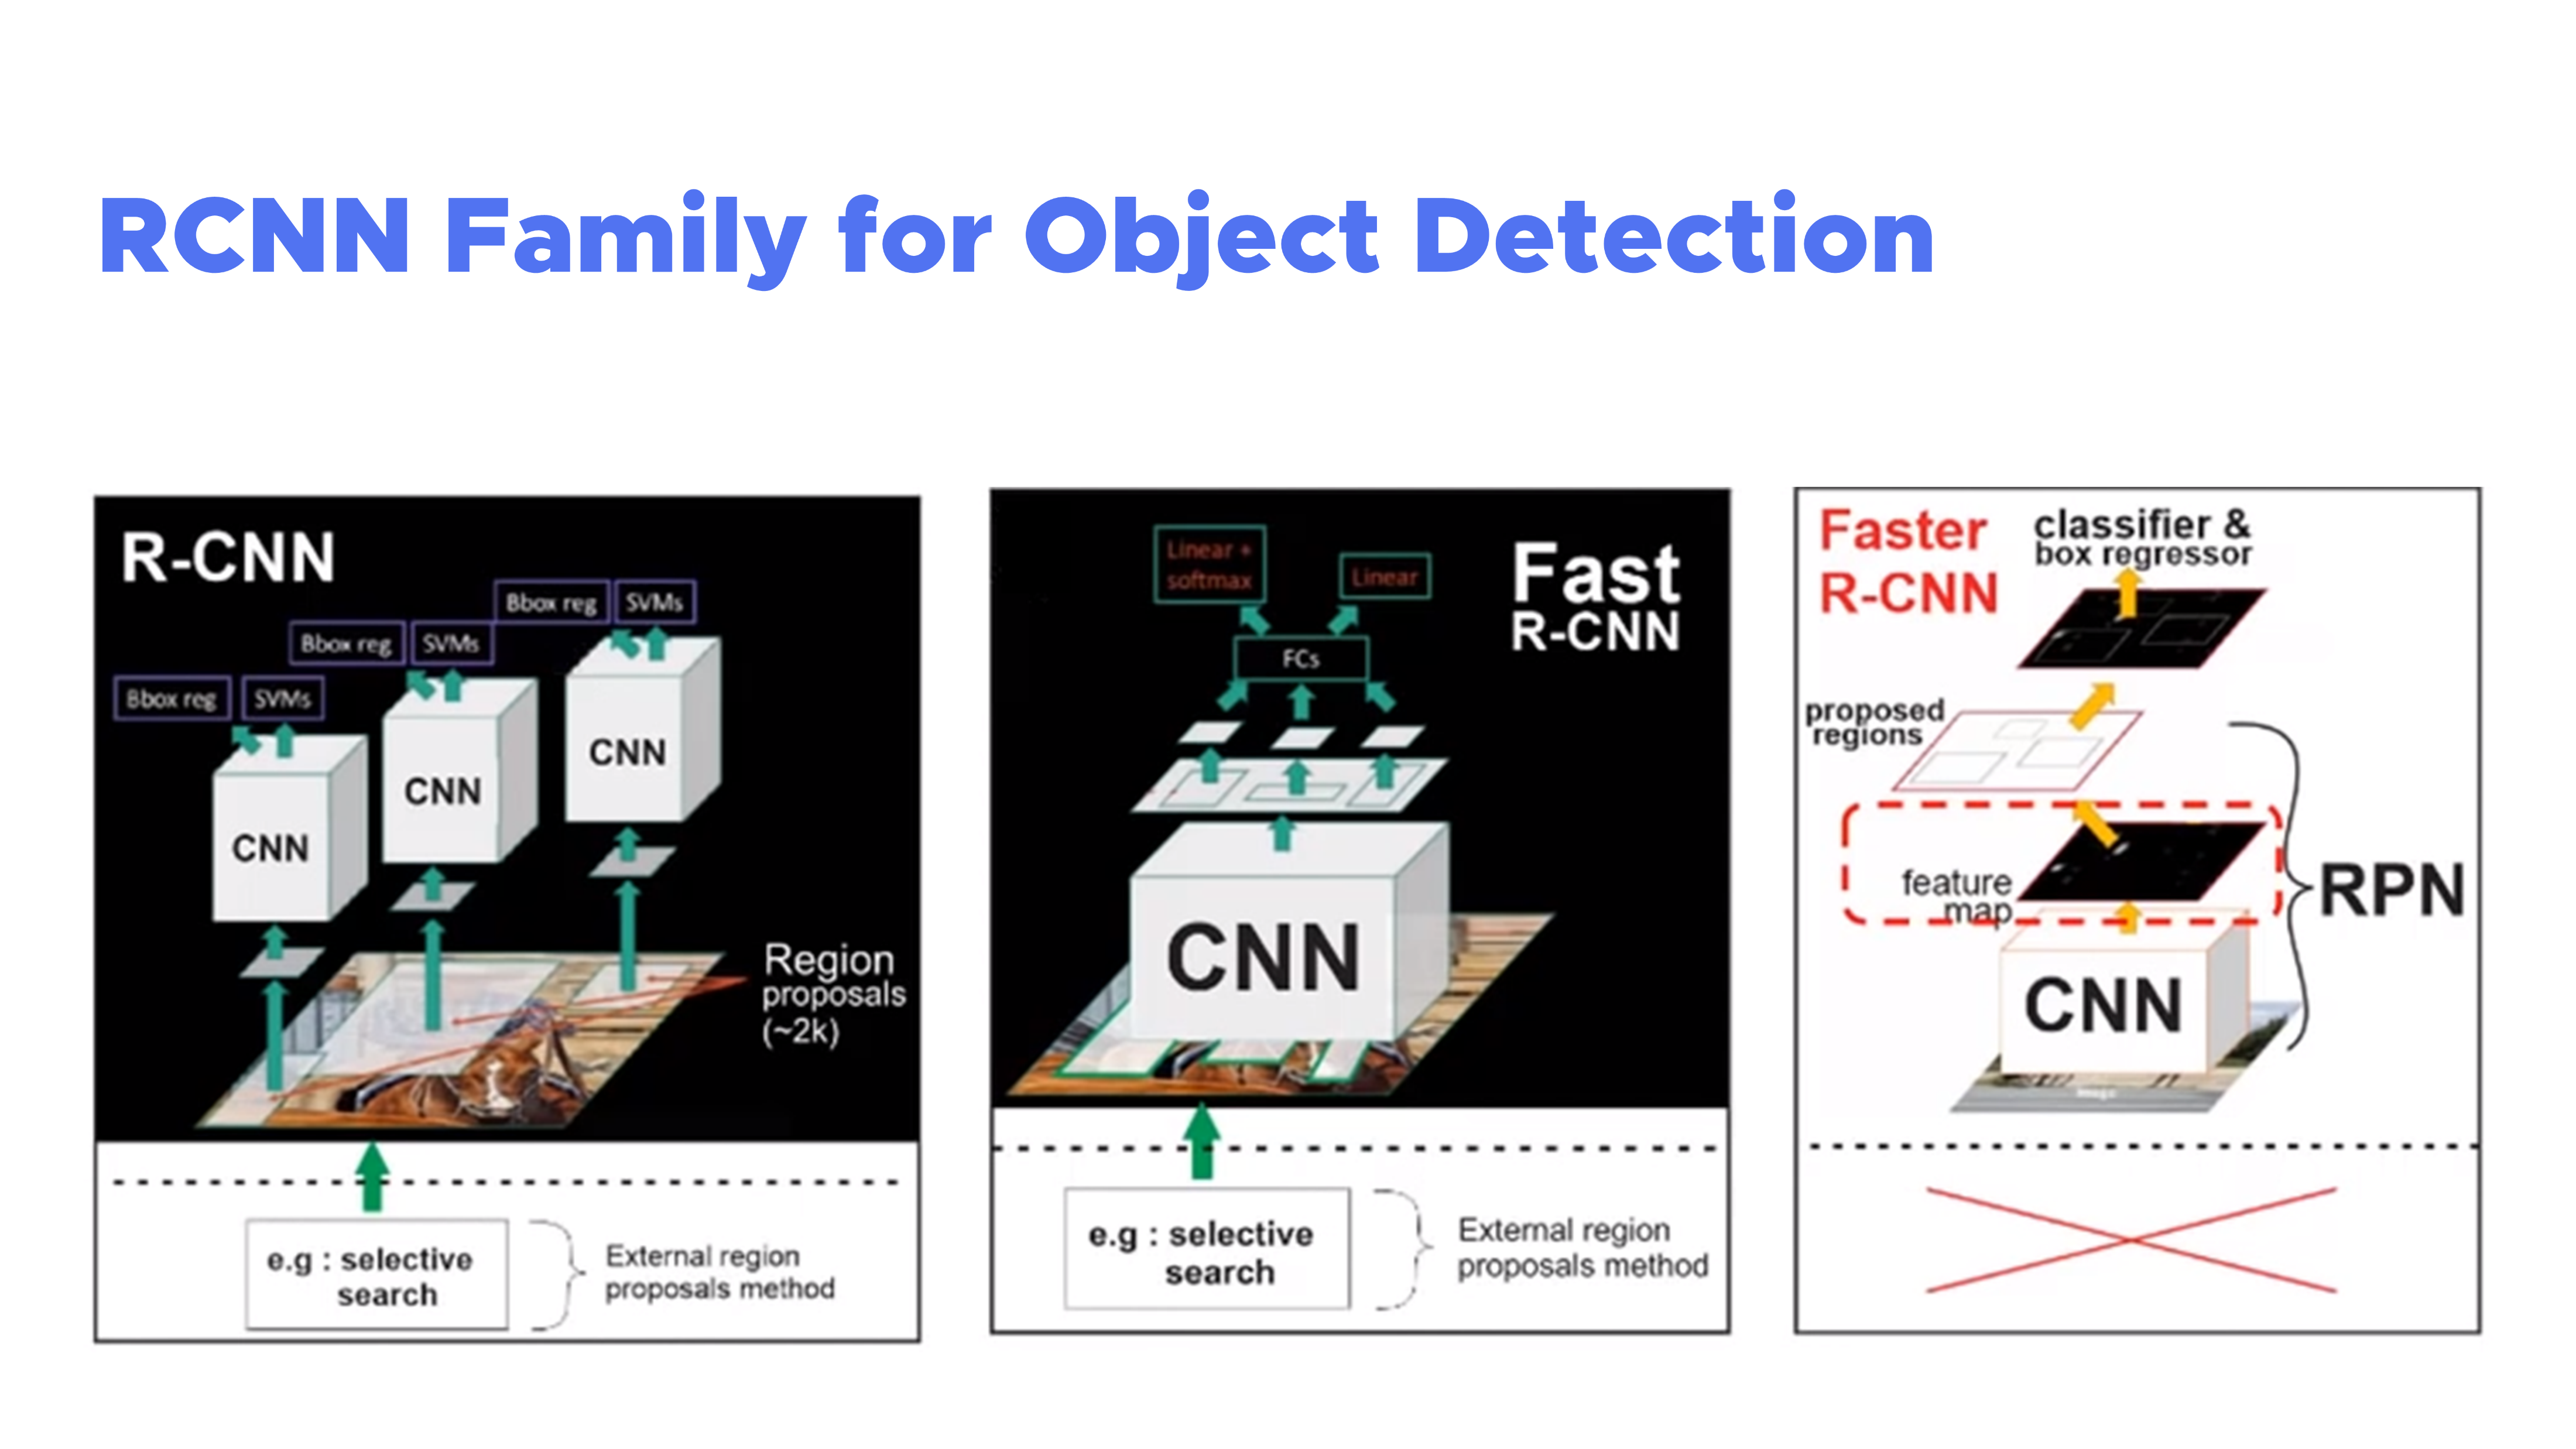 RCNN Family for Object Detection
R-CNN
Bbox reg
SVMs
Bbox reg
SVMs
Bbox reg
SVMs
CNN
CNN
CNN
Region
proposals
(~2k)
e.g : selective
search
External region
proposals method
Fast
R-CNN
Linear +
softmax
Linear
FCs
CNN
e.g : selective
search
External region
proposals method
Faster
R-CNN
classifier &
box regressor
proposed
regions
feature
map
RPN
CNN
image